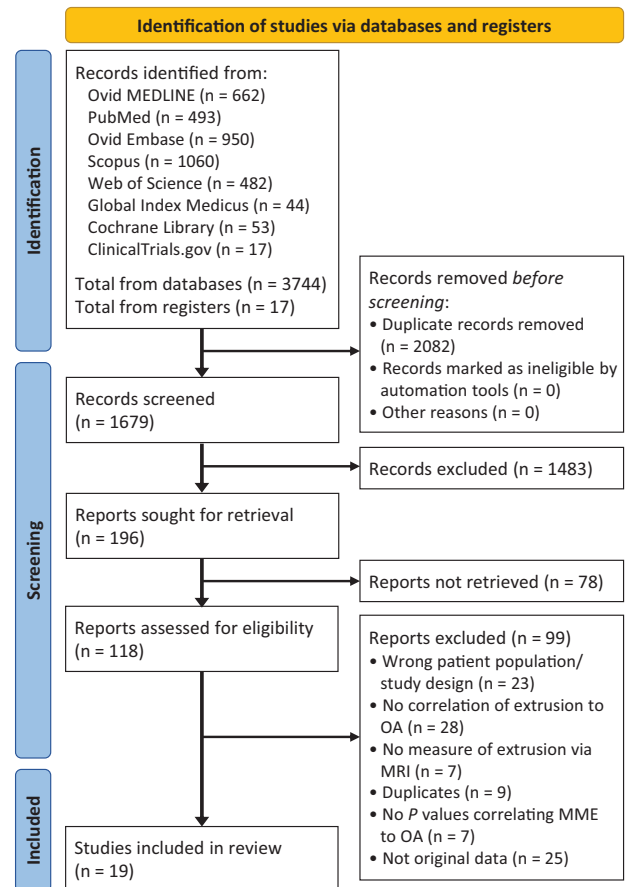 Identification of studies via databases and registers
Identification
Records identified from:
Ovid MEDLINE (n = 662)
PubMed (n = 493)
Ovid Embase (n = 950)
Scopus (n = 1060)
Web of Science (n = 482)
Global Index Medicus (n = 44)
Cochrane Library (n = 53)
ClinicalTrials.gov (n = 17)
Total from databases (n = 3744)
Total from registers (n = 17)
Records removed before
screening:
• Duplicate records removed
(n = 2082)
• Records marked as ineligible by
automation tools (n = 0)
• Other reasons (n = 0)
Screening
Records screened
(n = 1679)
Records excluded (n = 1483)
Reports sought for retrieval
(n = 196)
Reports not retrieved (n = 78)
Reports assessed for eligibility
(n = 118)
Reports excluded (n = 99)
• Wrong patient population/
study design (n = 23)
• No correlation of extrusion to
OA (n = 28)
• No measure of extrusion via
MRI (n = 7)
• Duplicates (n = 9)
• No P values correlating MME
to OA (n = 7)
• Not original data (n = 25)
Included
Studies included in review
(n = 19)